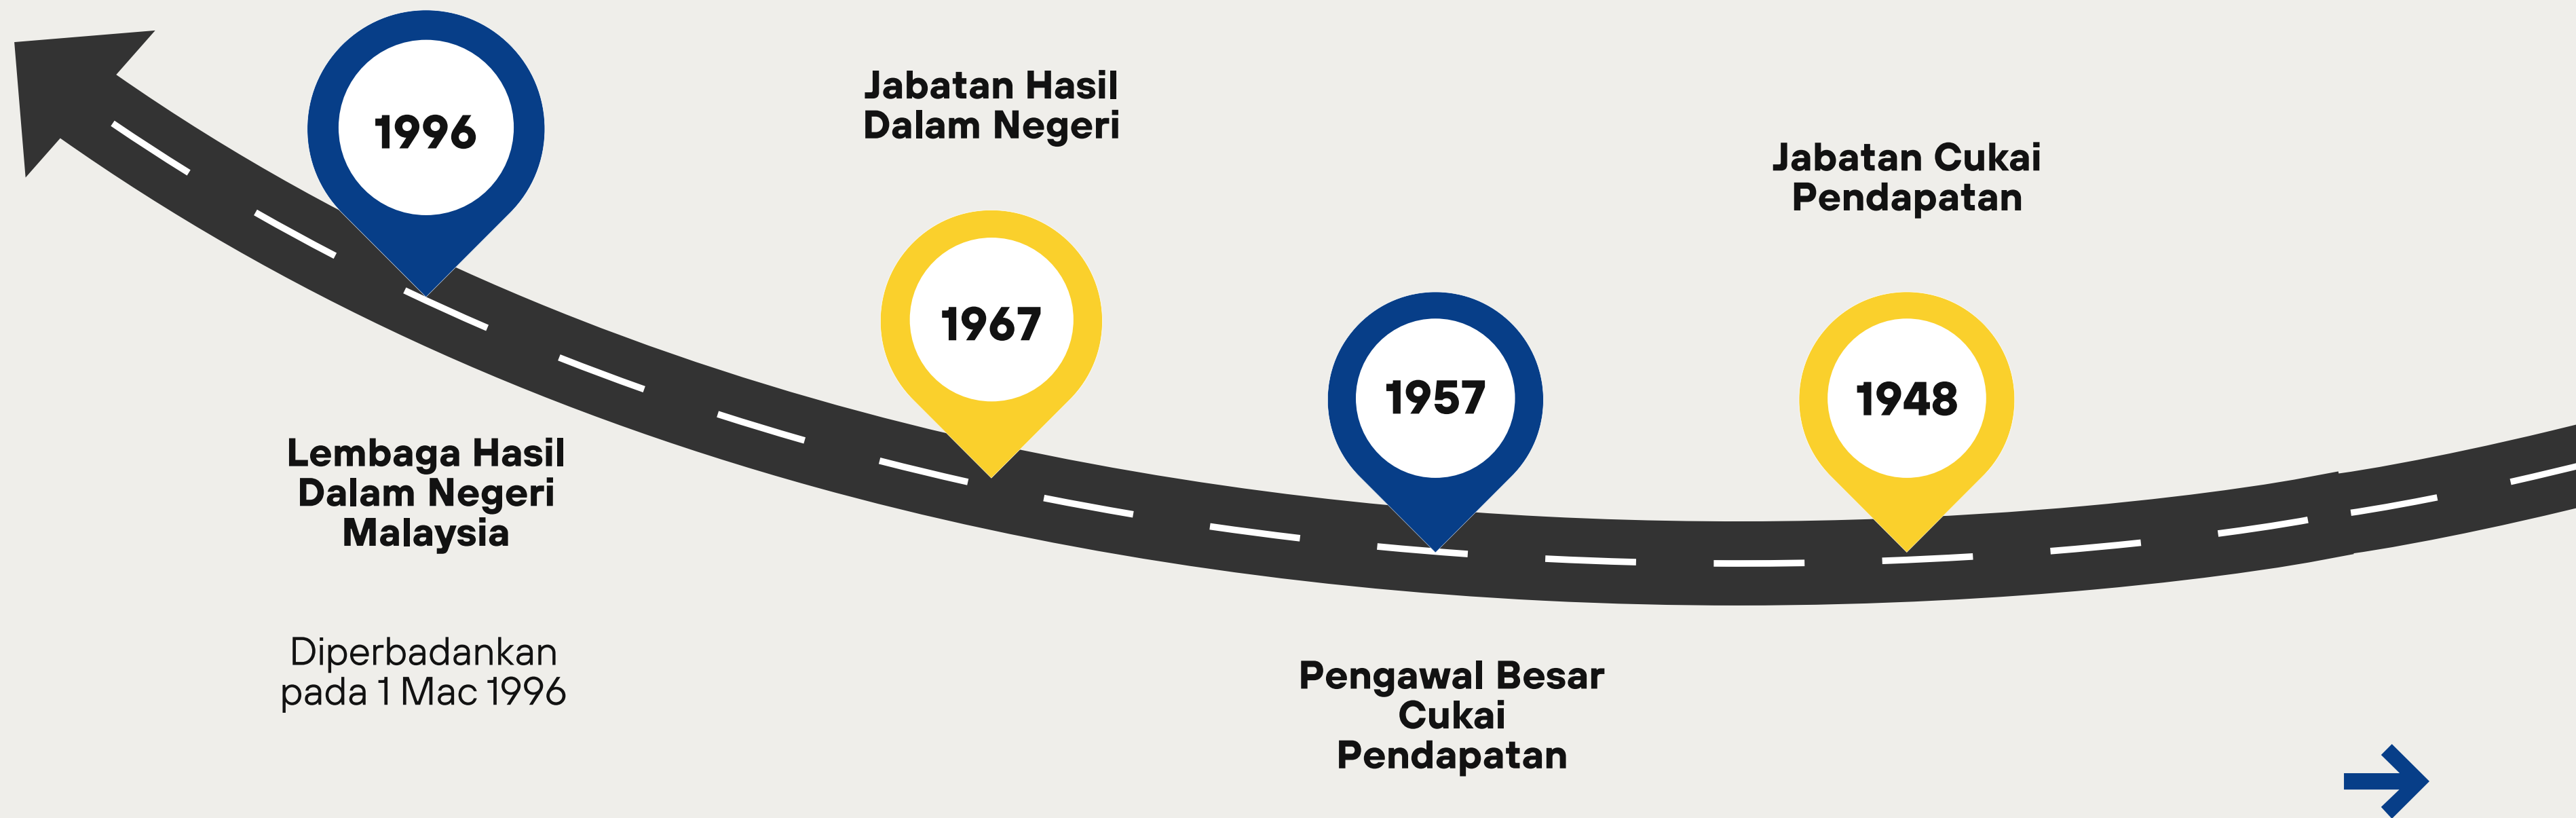 1996
Lembaga Hasil
Dalam Negeri
Malaysia
Diperbadankan
pada 1 Mac 1996
Jabatan Hasil
Dalam Negeri
1967
1957
Pengawal Besar
Cukai
Pendapatan
Jabatan Cukai
Pendapatan
1948